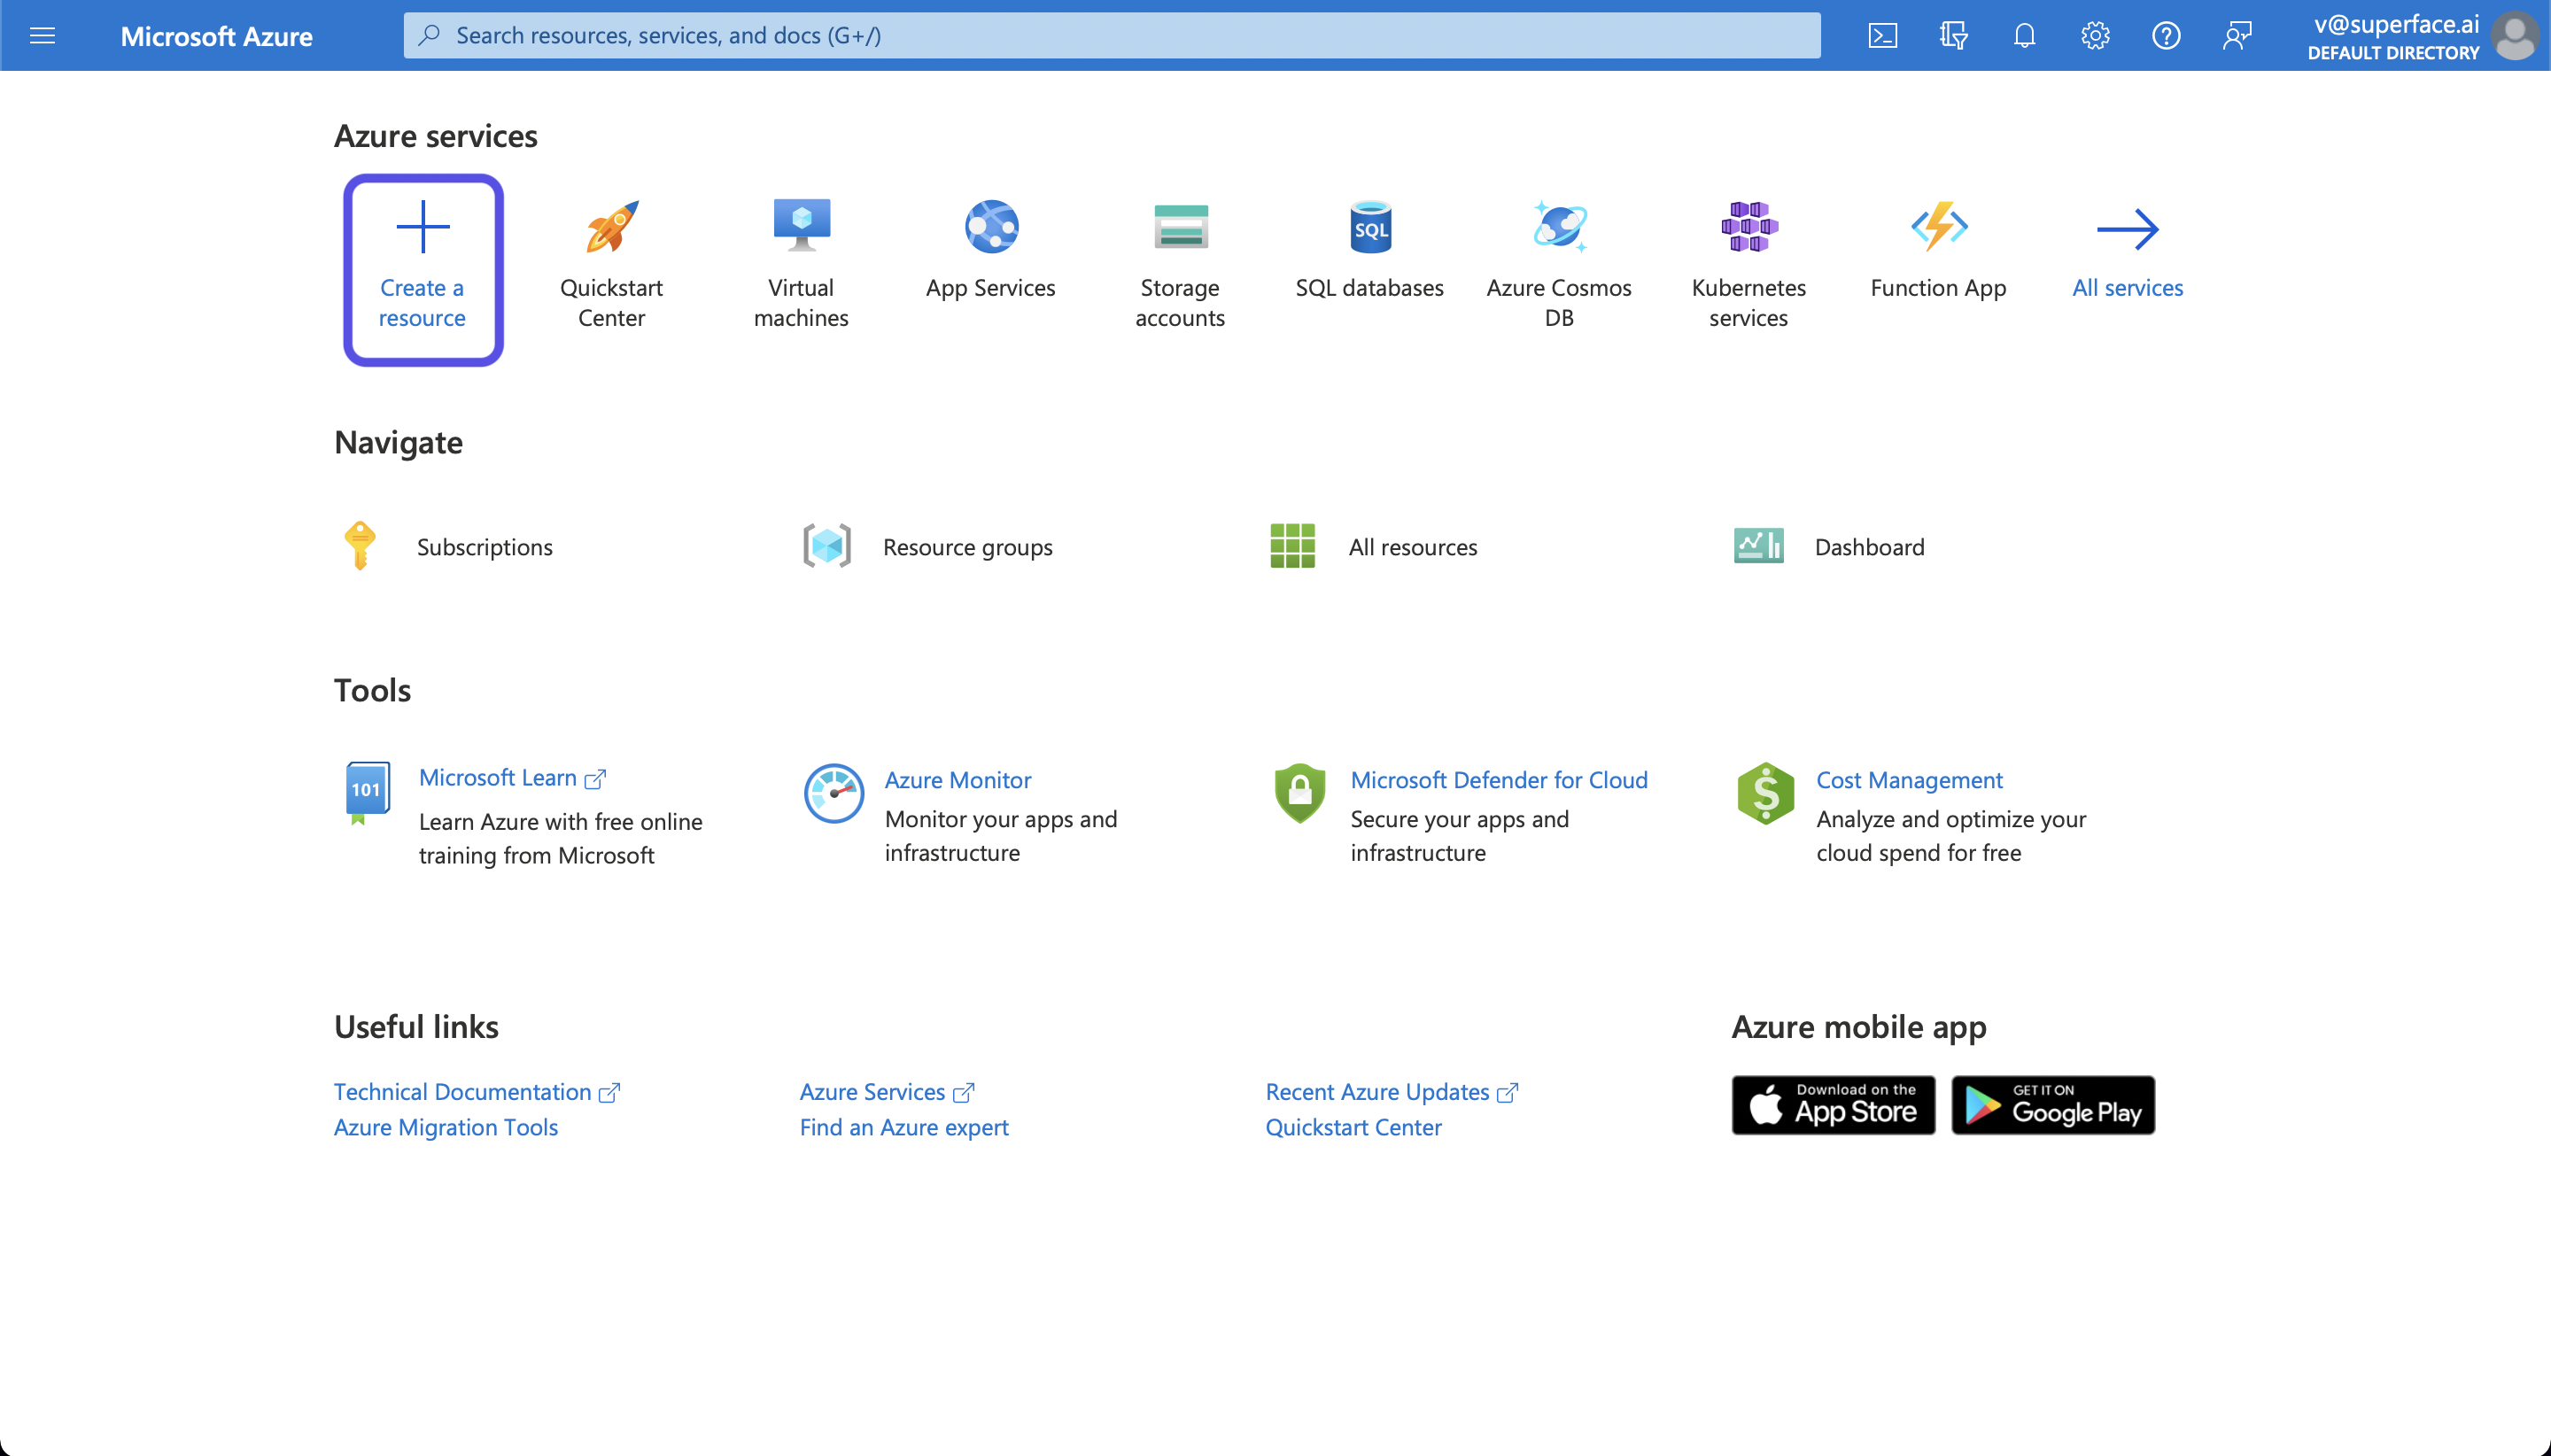 Microsoft Azure
Search resources, services, and docs (G+/)
v@superface.ai
DEFAULT DIRECTORY
Azure services
Create a
resource
Quickstart
Center
Virtual
machines
App Services
Storage
accounts
SQL
SQL databases
Azure Cosmos
DB
Kubernetes
services
Function App
All services
Navigate
Subscriptions
Resource groups
All resources
Dashboard
Tools
101
Microsoft Learn
Learn Azure with free online
training from Microsoft
Azure Monitor
Monitor your apps and
infrastructure
Microsoft Defender for Cloud
Secure your apps and
infrastructure
$
Cost Management
Analyze and optimize your
cloud spend for free
Useful links
Technical Documentation
Azure Migration Tools
Azure Services
Find an Azure expert
Recent Azure Updates
Quickstart Center
Azure mobile app
Download on the
App Store
GET IT ON
Google Play